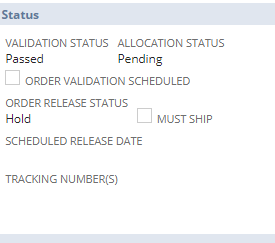 Status
VALIDATION STATUS ALLOCATION STATUS
Passed Pending
ORDER VALIDATION SCHEDULED
ORDER RELEASE STATUS
Hold MUST SHIP
SCHEDULED RELEASE DATE
TRACKING NUMBER(S)